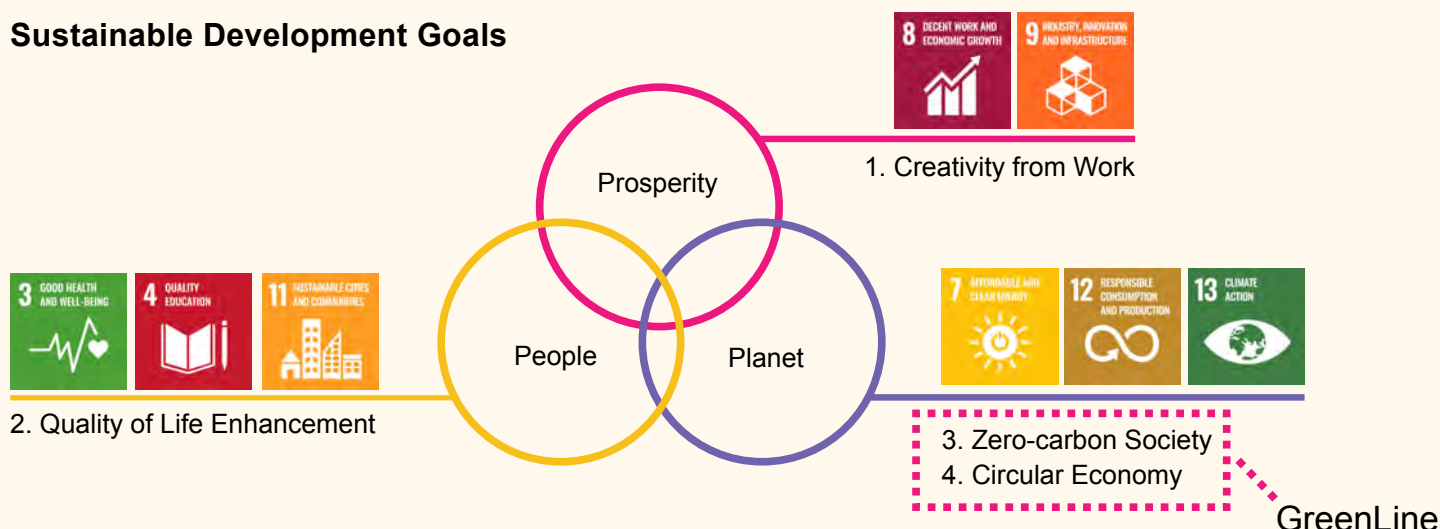 Sustainable Development Goals
8 DECENT WORK AND
ECONOMIC GROWTH
9 INDUSTRY, INNOVATION
AND INFRASTRUCTURE
1. Creativity from Work
Prosperity
3 GOOD HEALTH
AND WELL-BEING
4 QUALITY
EDUCATION
11 SUSTAINABLE CITIES
AND COMMUNITIES
2. Quality of Life Enhancement
People
Planet
7 AFFORDABLE AND
CLEAN ENERGY
12 RESPONSIBLE
CONSUMPTION
AND PRODUCTION
13 CLIMATE
ACTION
3. Zero-carbon Society
4. Circular Economy
GreenLine